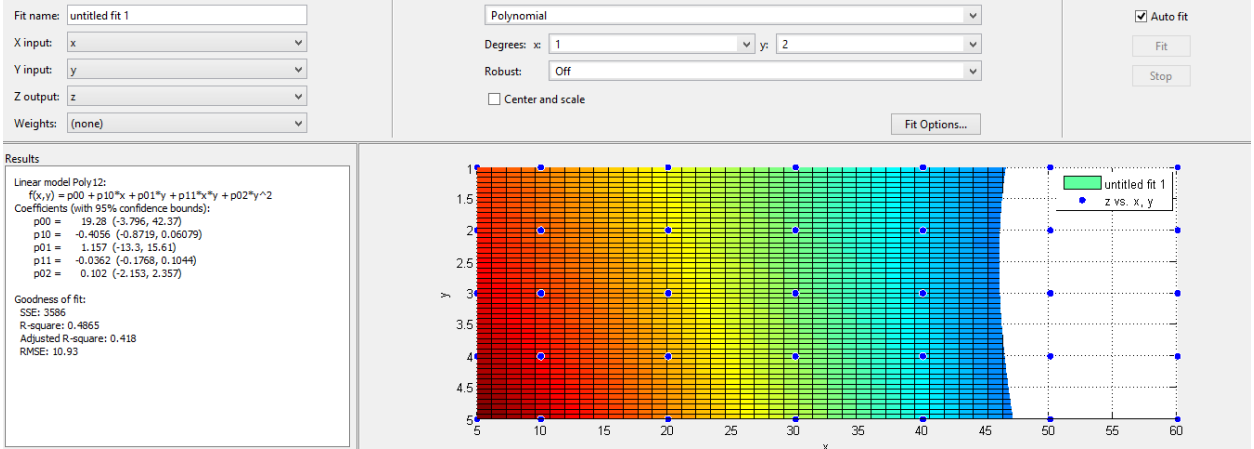 Fit name: untitled fit 1
X input: x
Y input: y
Z output: z
Weights: (none)
Polynomial
Degrees: x: 1 y: 2
Robust: Off
Center and scale
Fit Options...
Auto fit
Fit
Stop
Results
Linear model Poly12:
f(x,y) = p00 + p10*x + p01*y + p11*x*y + p02*y^2
Coefficients (with 95% confidence bounds):
p00 = 19.28 (-3.796, 42.37)
p10 = -0.4056 (-0.8719, 0.06079)
p01 = 1.157 (-13.3, 15.61)
p11 = -0.0362 (-0.1768, 0.1044)
p02 = 0.102 (-2.153, 2.357)
Goodness of fit:
SSE: 3586
R-square: 0.4865
Adjusted R-square: 0.418
RMSE: 10.93
untitled fit 1
z vs. x, y
1
1.5
2
2.5
3
3.5
4
4.5
5
y
5 10 15 20 25 30 35 40 45 50 55 60
x